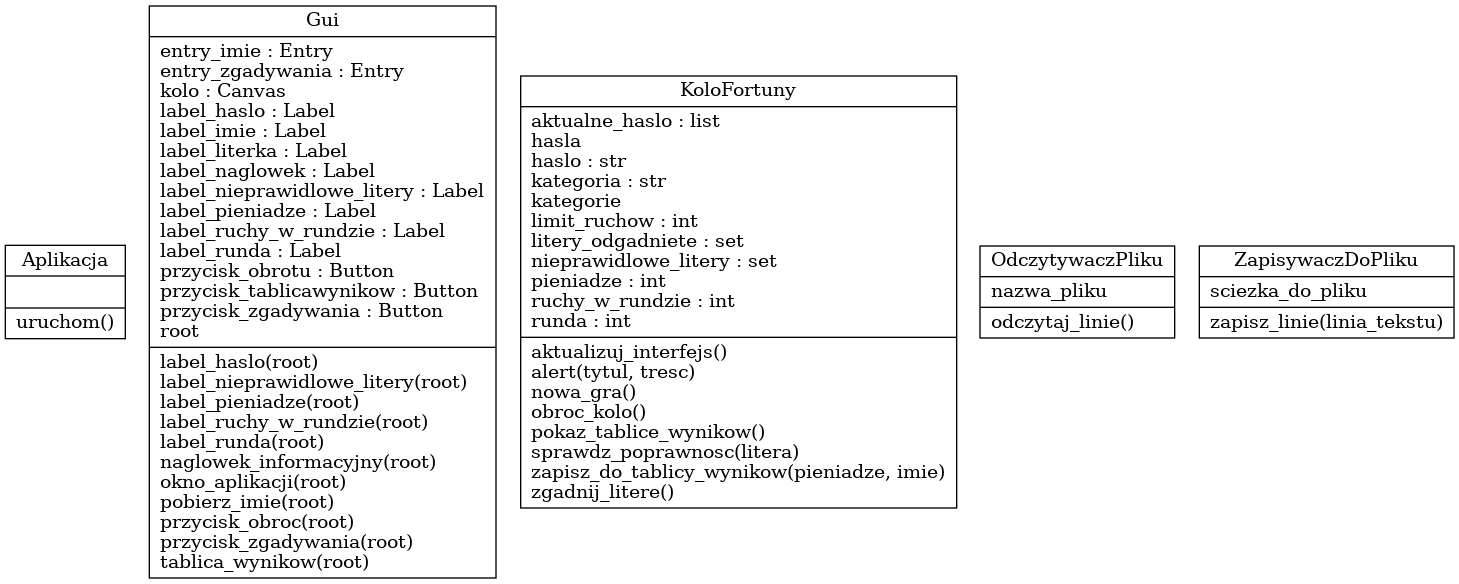 Aplikacja
uruchom()
Gui
entry_imie : Entry
entry_zgadywania : Entry
kolo : Canvas
label_haslo : Label
label_imie : Label
label_literka : Label
label_naglowek : Label
label_nieprawidlowe_litery : Label
label_pieniadze : Label
label_ruchy_w_rundzie : Label
label_runda : Label
przycisk_obrotu : Button
przycisk_tablicawynikow : Button
przycisk_zgadywania : Button
root
label_haslo(root)
label_nieprawidlowe_litery(root)
label_pieniadze(root)
label_ruchy_w_rundzie(root)
label_runda(root)
naglowek_informacyjny(root)
okno_aplikacji(root)
pobierz_imie(root)
przycisk_obroc(root)
przycisk_zgadywania(root)
tablica_wynikow(root)
KoloFortuny
aktualne_haslo : list
hasla
haslo : str
kategoria : str
kategorie
limit_ruchow : int
litery_odgadniete : set
nieprawidlowe_litery : set
pieniadze : int
ruchy_w_rundzie : int
runda : int
aktualizuj_interfejs()
alert(tytul, tresc)
nowa_gra()
obroc_kolo()
pokaz_tablice_wynikow()
sprawdz_poprawnosc(litera)
zapisz_do_tablicy_wynikow(pieniadze, imie)
zgadnij_litere()
OdczytywaczPliku
nazwa_pliku
odczytaj_linie()
ZapisywaczDoPliku
sciezka_do_pliku
zapisz_linie(linia_tekstu)